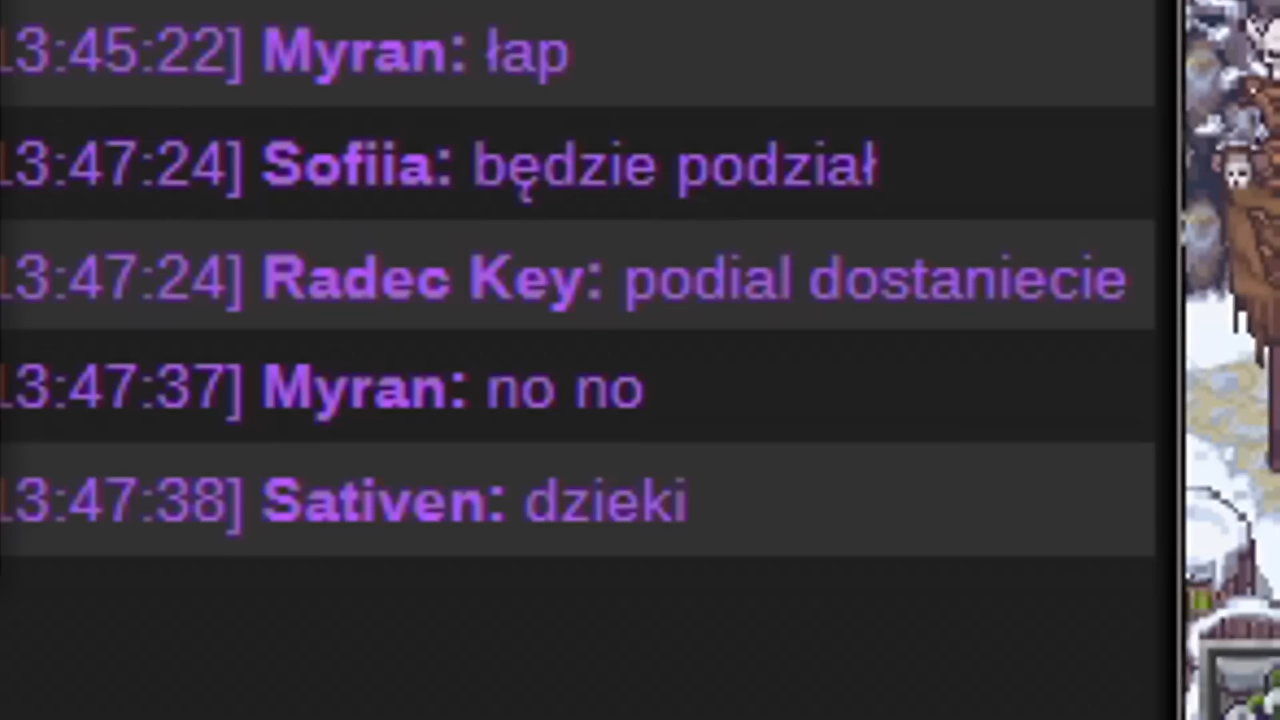 13:45:22] Myran: łap
13:47:24] Sofiia: będzie podział
13:47:24] Radec Key: podial dostaniecie
13:47:37] Myran: no no
13:47:38] Sativen: dzieki